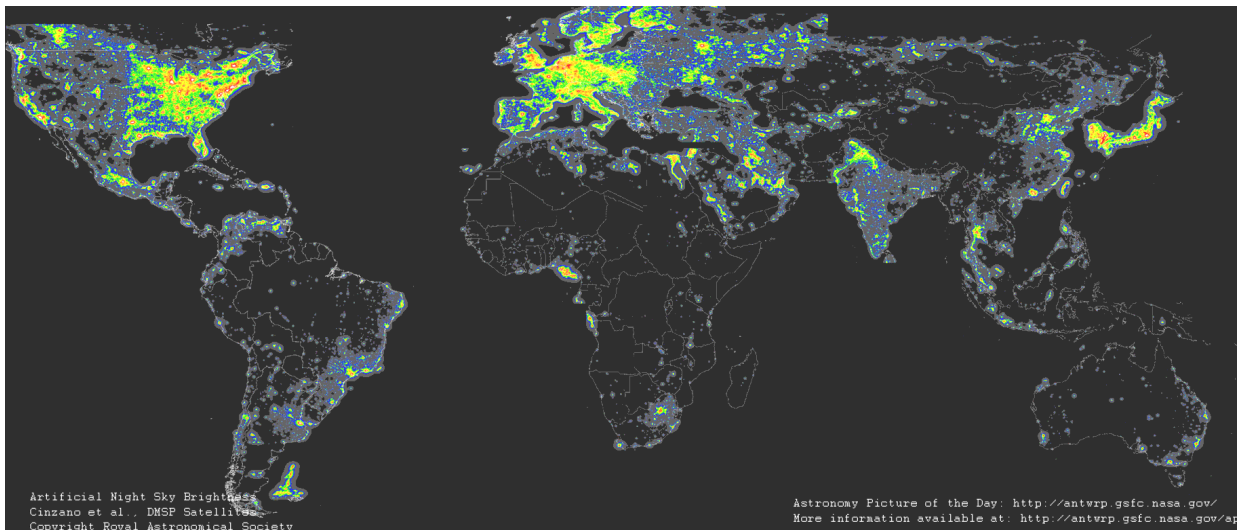 Artificial Night Sky Brightness
Cinzano et al., DMSP Satellites
Copyright Royal Astronomical Society
Astronomy Picture of the Day: http://antwrp.gsfc.nasa.gov/
More information available at: http://antwrp.gsfc.nasa.gov/ap